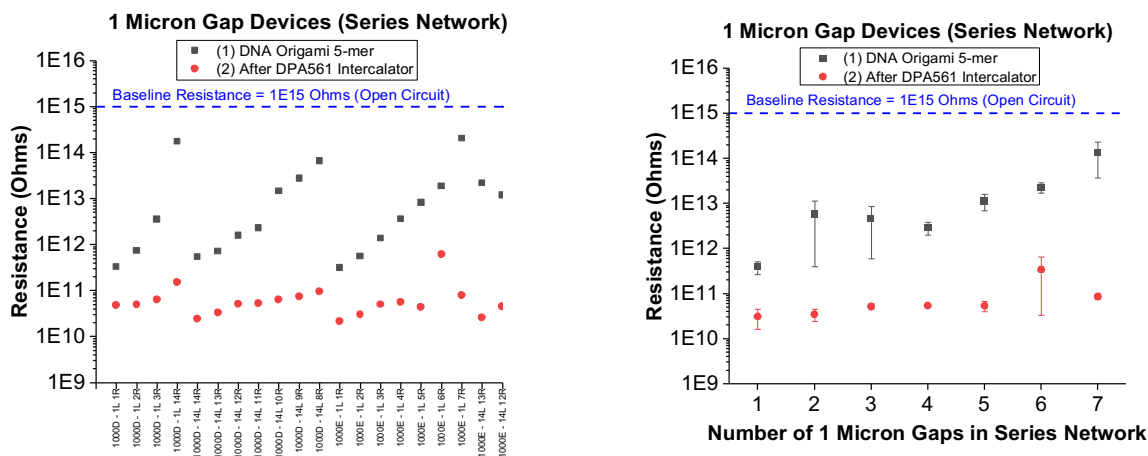 1 Micron Gap Devices (Series Network)
(1) DNA Origami 5-mer
(2) After DPA561 Intercalator
1E16
Baseline Resistance = 1E15 Ohms (Open Circuit)
1E15
1E14
1E13
1E12
1E11
1E10
1E9
Resistance (Ohms)
1000D - 1L 1R
1000D - 1L 2R
1000D - 1L 3R
1000D - 1L 14R
1000D - 14L 14R
1000D - 14L 13R
1000D - 14L 12R
1000D - 14L 11R
1000D - 14L 10R
1000D - 14L 9R
1000D - 14L 8R
1000E - 1L 1R
1000E - 1L 2R
1000E - 1L 3R
1000E - 1L 4R
1000E - 1L 5R
1000E - 1L 6R
1000E - 1L 7R
1000E - 14L 13R
1000E - 14L 12R
1 Micron Gap Devices (Series Network)
(1) DNA Origami 5-mer
(2) After DPA561 Intercalator
1E16
Baseline Resistance = 1E15 Ohms (Open Circuit)
1E15
1E14
1E13
1E12
1E11
1E10
1E9
Resistance (Ohms)
1 2 3 4 5 6 7
Number of 1 Micron Gaps in Series Network